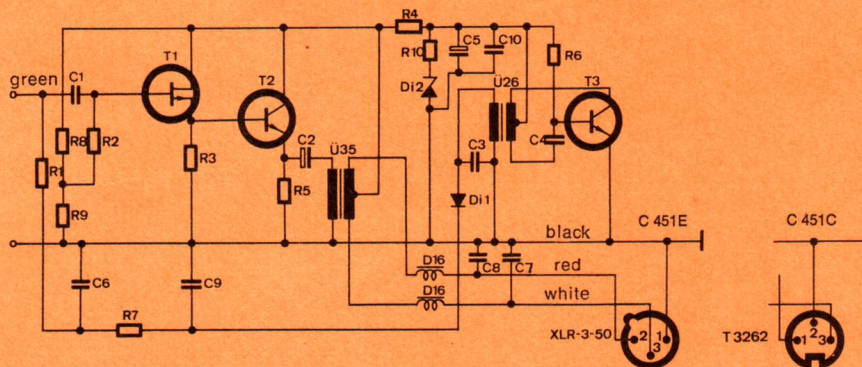 R4
T1
C5
C10
R10
R6
green
C1
T2
Di2
Ü26
T3
R8
R2
C2
Ü35
C3
C4
R1
R3
R5
Di1
R9
C 451E
C 451C
black
D16
C8
C7
red
C6
C9
D16
white
R7
XLR-3-50
2
1
3
T3262
1
2
3